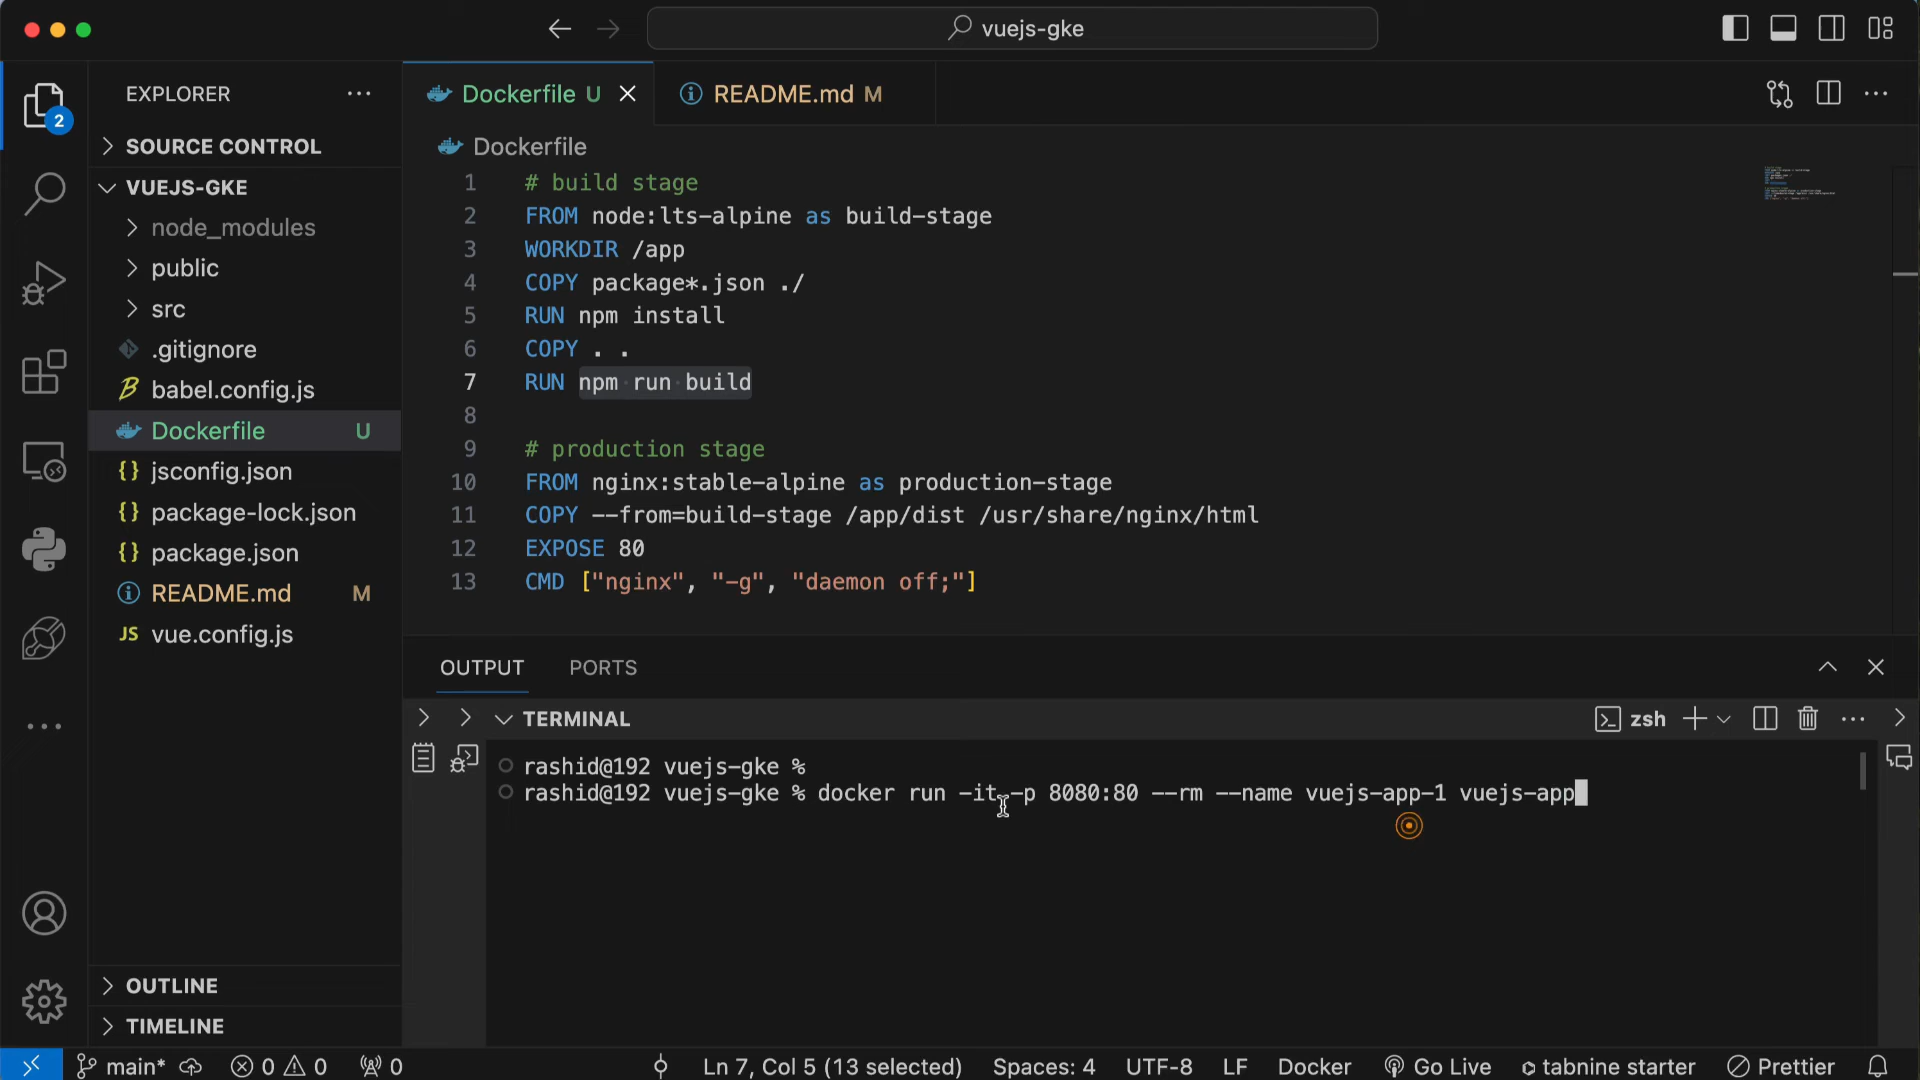 vuejs-gke
2
EXPLORER
SOURCE CONTROL
VUEJS-GKE
node_modules
public
src
.gitignore
babel.config.js
Dockerfile U
jsconfig.json
package-lock.json
package.json
README.md M
JS vue.config.js
OUTLINE
TIMELINE
Dockerfile U
README.md M
Dockerfile
1 # build stage
2 FROM node:lts-alpine as build-stage
3 WORKDIR /app
4 COPY package*.json ./
5 RUN npm install
6 COPY . .
7 RUN npm run build
8
9 # production stage
10 FROM nginx:stable-alpine as production-stage
11 COPY --from=build-stage /app/dist /usr/share/nginx/html
12 EXPOSE 80
13 CMD ["nginx", "-g", "daemon off;"]
OUTPUT PORTS
TERMINAL
zsh
rashid@192 vuejs-gke %
rashid@192 vuejs-gke % docker run -it -p 8080:80 --rm --name vuejs-app-1 vuejs-app
main* 0 0 0 Ln 7, Col 5 (13 selected) Spaces: 4 UTF-8 LF Docker Go Live tabnine starter Prettier